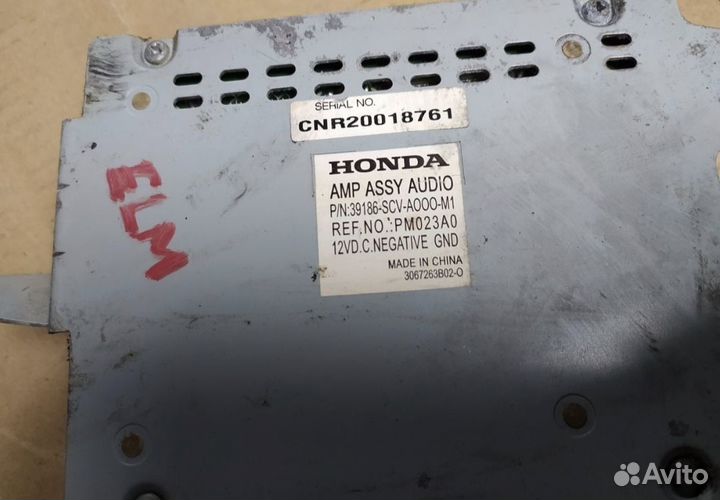 SERIAL NO.
CNR20018761
HONDA
AMP ASSY AUDIO
P/N:39186-SCV-AOOO-M1
REF.NO.:PM023A0
12VD.C.NEGATIVE GND
MADE IN CHINA
3067263B02-O
ELM
Avito